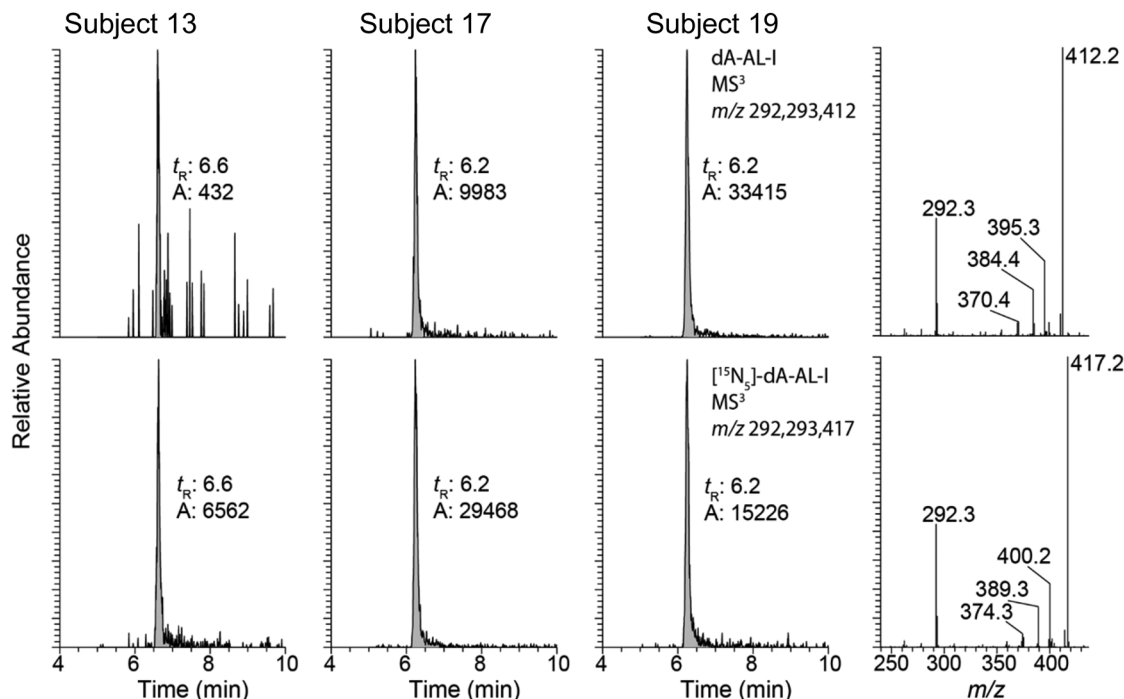 Subject 13
Subject 17
Subject 19
Relative Abundance
tR: 6.6
A: 432
tR: 6.2
A: 9983
dA-AL-I
MS³
m/z 292,293,412
tR: 6.2
A: 33415
412.2
292.3
395.3
384.4
370.4
tR: 6.6
A: 6562
tR: 6.2
A: 29468
[¹⁵N₅]-dA-AL-I
MS³
m/z 292,293,417
tR: 6.2
A: 15226
417.2
292.3
400.2
389.3
374.3
4 6 8 10
4 6 8 10
4 6 8 10
250 300 350 400
Time (min)
Time (min)
Time (min)
m/z